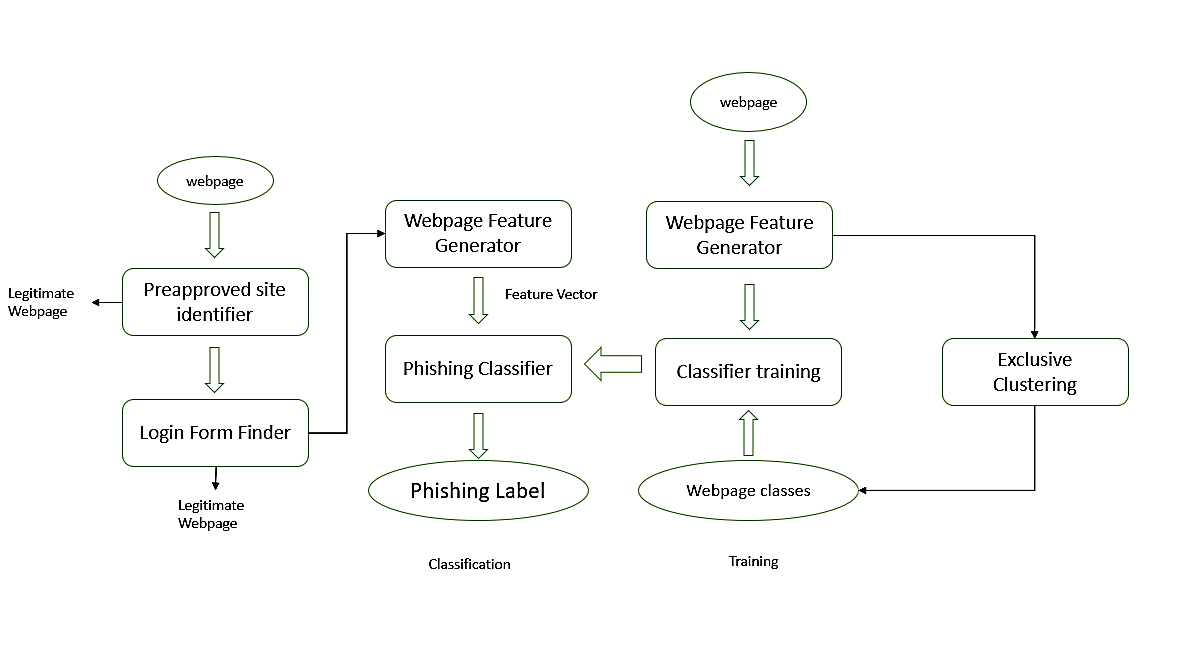 webpage
Preapproved site
identifier
Legitimate
Webpage
Login Form Finder
Legitimate
Webpage
Webpage Feature
Generator
Feature Vector
Phishing Classifier
Phishing Label
Classification
webpage
Webpage Feature
Generator
Classifier training
Webpage classes
Training
Exclusive
Clustering